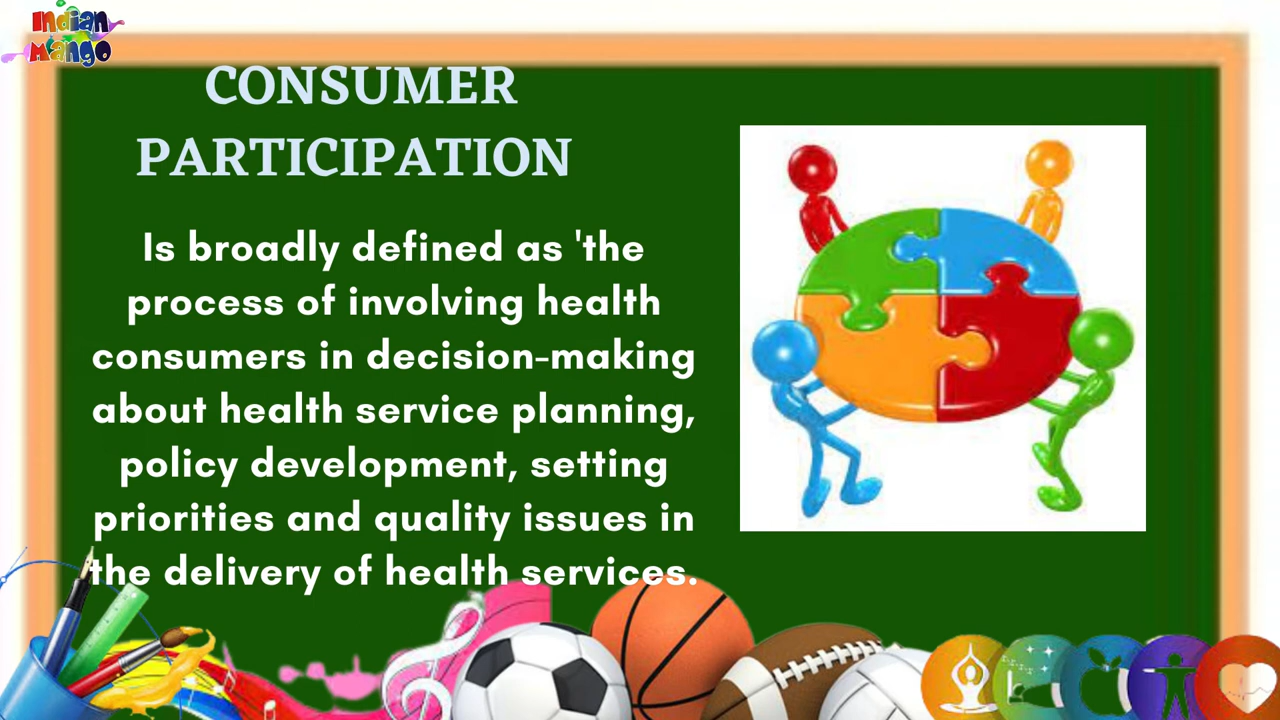 Indian
Mango
CONSUMER
PARTICIPATION
Is broadly defined as 'the
process of involving health
consumers in decision-making
about health service planning,
policy development, setting
priorities and quality issues in
the delivery of health services.